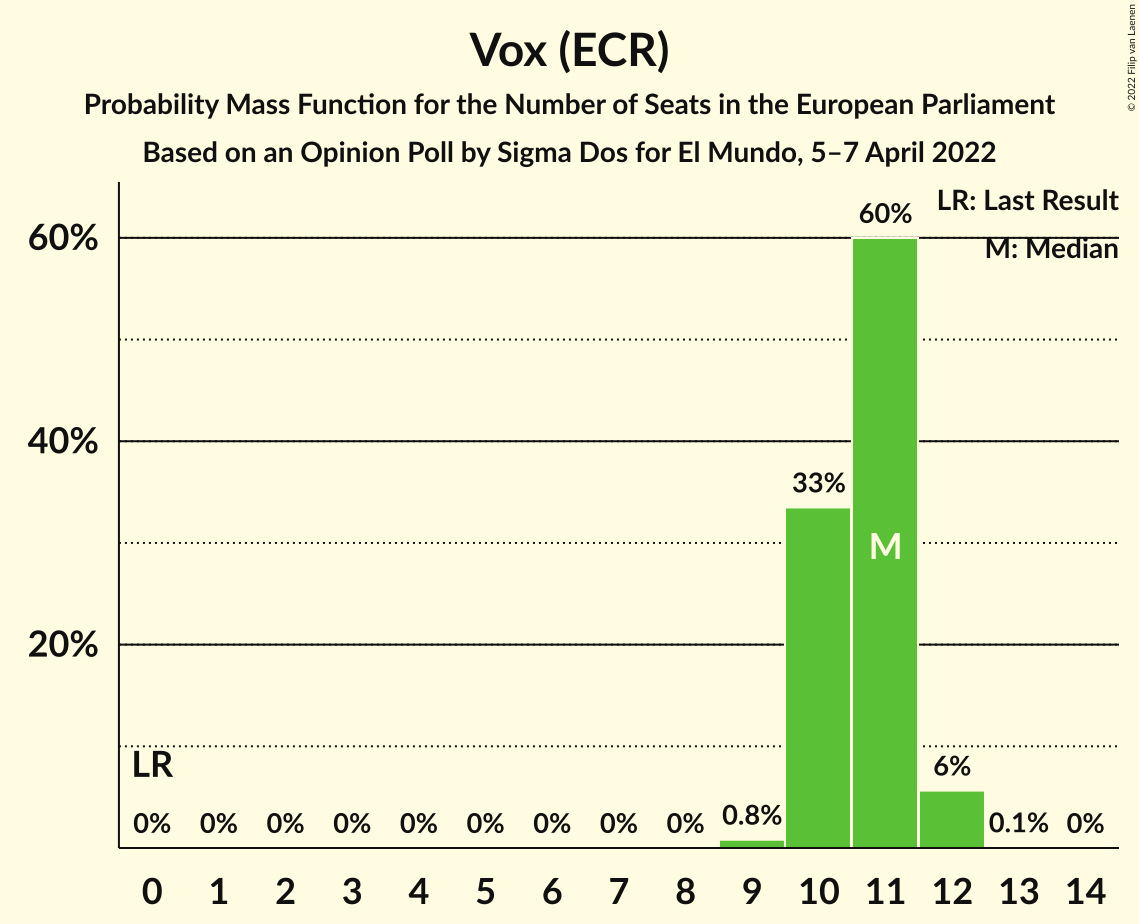 Vox (ECR)
Probability Mass Function for the Number of Seats in the European Parliament
Based on an Opinion Poll by Sigma Dos for El Mundo, 5–7 April 2022
© 2022 Filip van Laenen
LR: Last Result
M: Median
60%
40%
20%
60%
33%
M
LR
0% 0% 0% 0% 0% 0% 0% 0% 0% 0.8% 6% 0.1% 0%
0 1 2 3 4 5 6 7 8 9 10 11 12 13 14